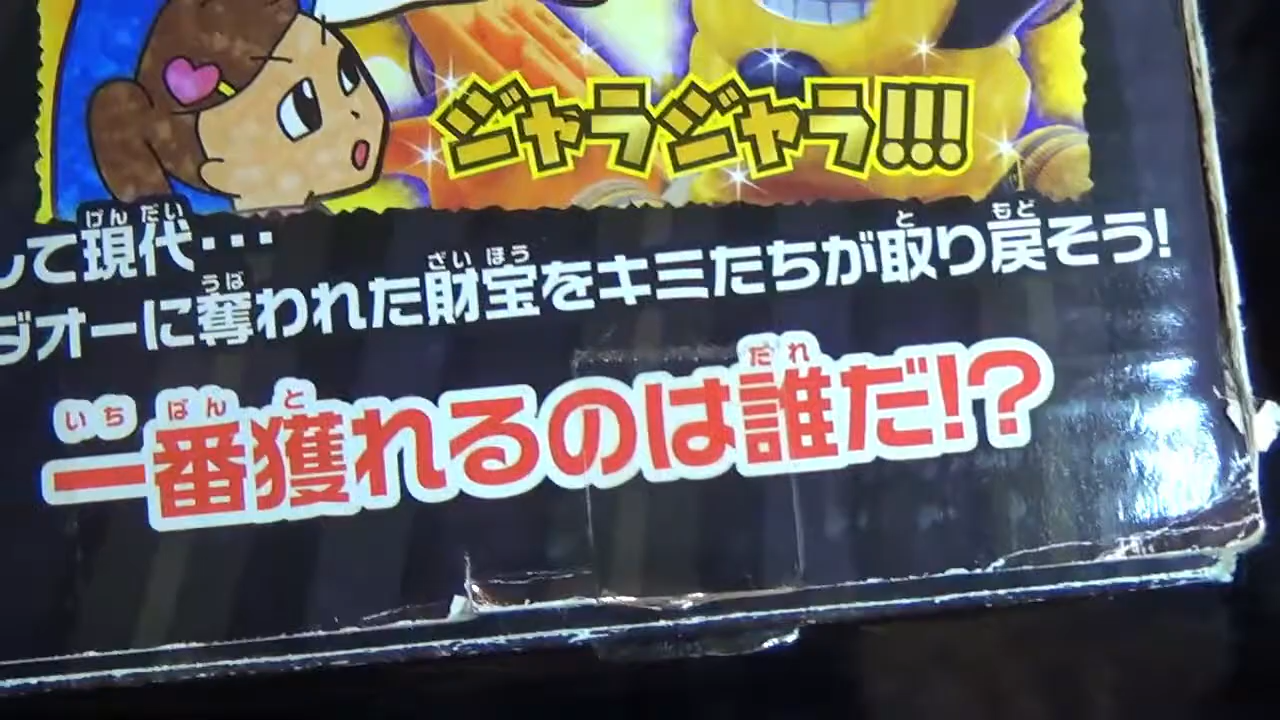 ジャラジャラ!!!
して現代・・・
ダオーに奪われた財宝をキミたちが取り戻そう!
一番獲れるのは誰だ!?